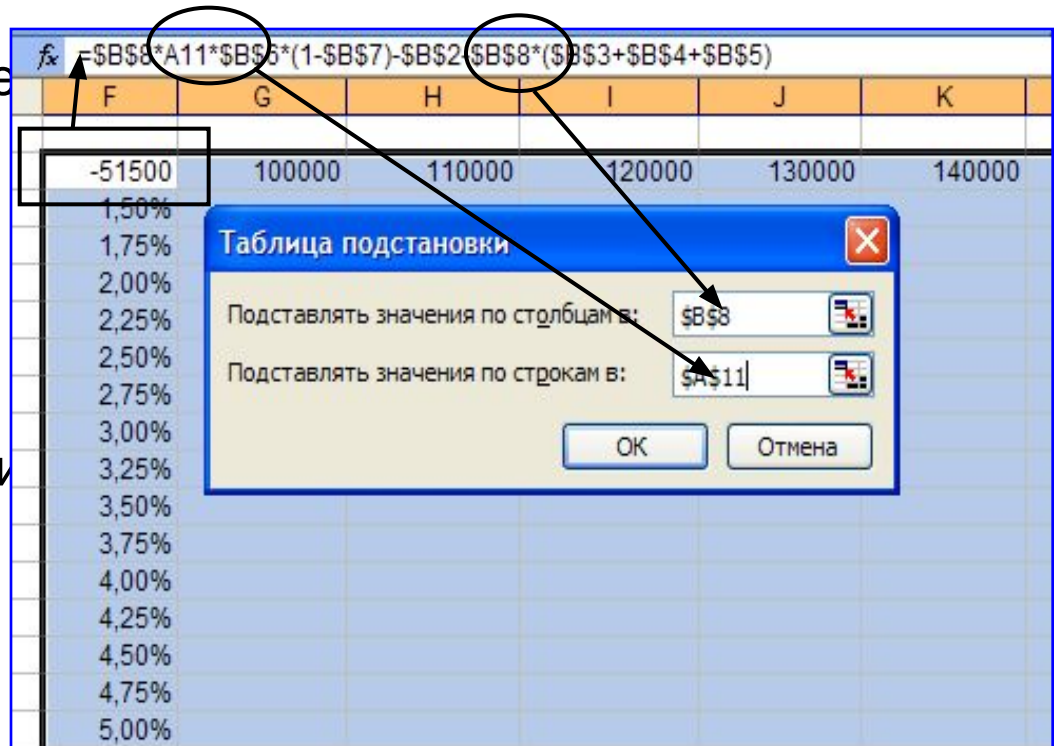 fx =$B$8*A11*$B$6*(1-$B$7)-$B$2-$B$8*($B$3+$B$4+$B$5)
е
F G H I J K
-51500 100000 110000 120000 130000 140000
1,50%
1,75%
2,00%
2,25%
2,50%
2,75%
3,00%
3,25%
3,50%
3,75%
4,00%
4,25%
4,50%
4,75%
5,00%
Таблица подстановки
Подставлять значения по столбцам в: $B$8
Подставлять значения по строкам в: $A$11
ОК Отмена
и